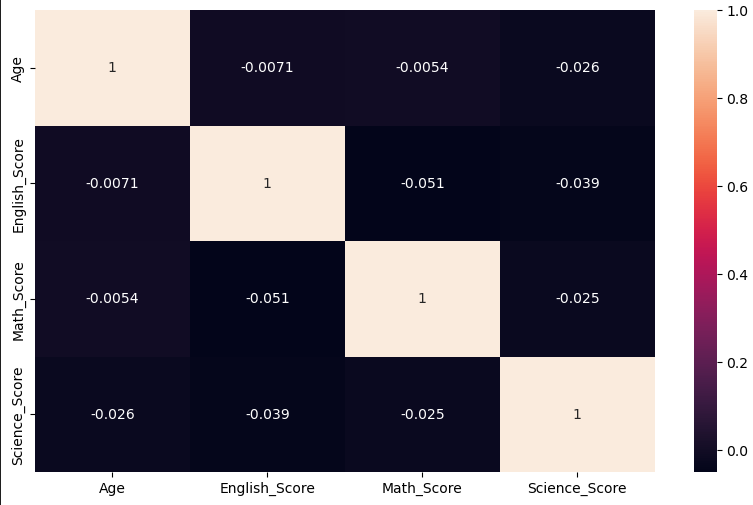 Age 1 -0.0071 -0.0054 -0.026
English_Score -0.0071 1 -0.051 -0.039
Math_Score -0.0054 -0.051 1 -0.025
Science_Score -0.026 -0.039 -0.025 1
Age English_Score Math_Score Science_Score
1.0
0.8
0.6
0.4
0.2
0.0